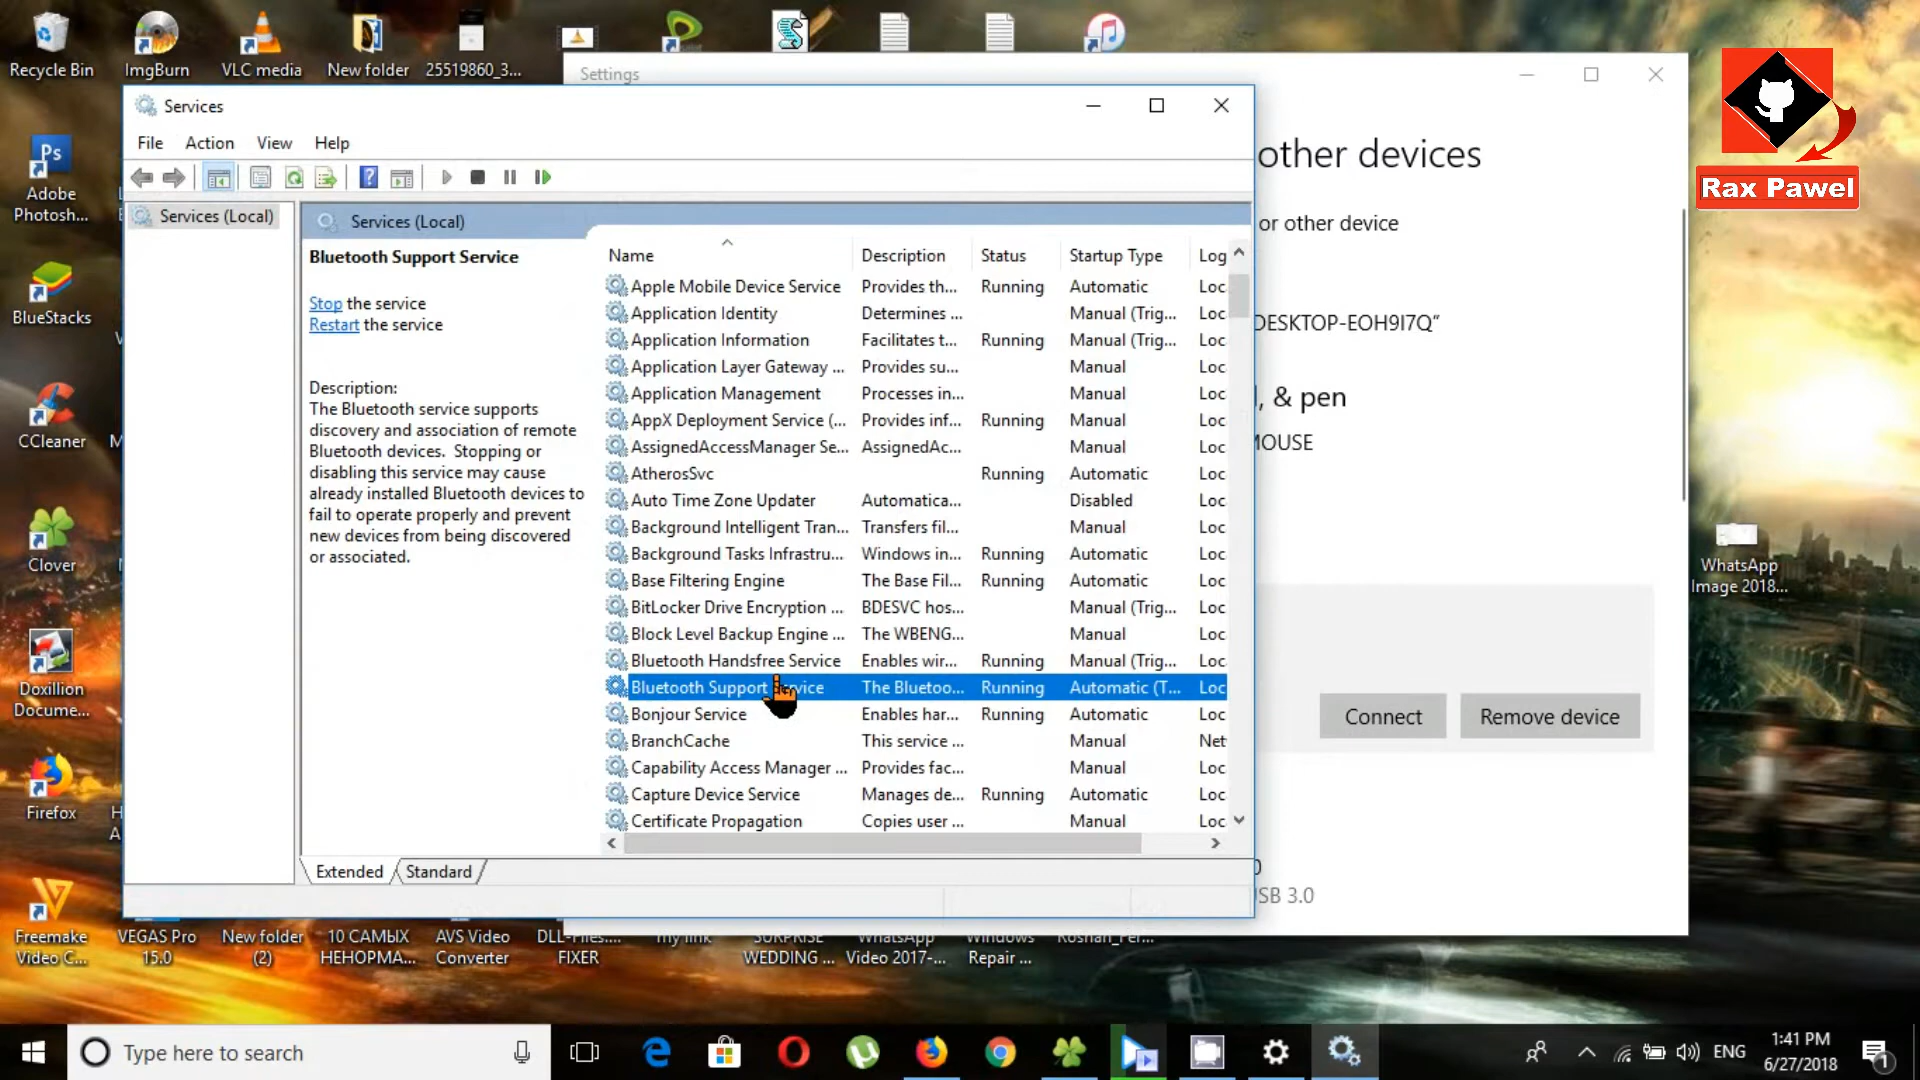 Recycle Bin
ImgBurn
VLC media
New folder
25519860_3...
Settings
Services
File Action View Help
Services (Local)
Services (Local)
Bluetooth Support Service
Stop the service
Restart the service
Description:
The Bluetooth service supports
discovery and association of remote
Bluetooth devices. Stopping or
disabling this service may cause
already installed Bluetooth devices to
fail to operate properly and prevent
new devices from being discovered
or associated.
Name Description Status Startup Type Log
Apple Mobile Device Service Provides th... Running Automatic Loc
Application Identity Determines ... Manual (Trig... Loc
Application Information Facilitates t... Running Manual (Trig... Loc
Application Layer Gateway ... Provides su... Manual Loc
Application Management Processes in... Manual Loc
AppX Deployment Service (... Provides inf... Running Manual Loc
AssignedAccessManager Se... AssignedAc... Manual Loc
AtherosSvc Running Automatic Loc
Auto Time Zone Updater Automatica... Disabled Loc
Background Intelligent Tran... Transfers fil... Manual Loc
Background Tasks Infrastru... Windows in... Running Automatic Loc
Base Filtering Engine The Base Fil... Running Automatic Loc
BitLocker Drive Encryption ... BDESVC hos... Manual (Trig... Loc
Block Level Backup Engine ... The WBENG... Manual Loc
Bluetooth Handsfree Service Enables wir... Running Manual (Trig... Loc
Bluetooth Support The Bluetoo... Running Automatic (T... Loc
Bonjour Service Enables har... Running Automatic Loc
BranchCache This service ... Manual Net
Capability Access Manager ... Provides fac... Manual Loc
Capture Device Service Manages de... Running Automatic Loc
Certificate Propagation Copies user ... Manual Loc
Extended Standard
other devices
or other device
DESKTOP-EOH9I7Q"
, & pen
MOUSE
Connect Remove device
USB 3.0
Rax Pawel
Ps
Adobe
Photosh...
BlueStacks
CCleaner
Clover
Doxillion
Docume...
Firefox
Freemake
Video C...
VEGAS Pro
15.0
New folder
(2)
10 САМЫХ
НЕНОРМА...
AVS Video
Converter
DLL-Files....
FIXER
my link
SURPRISE
WEDDING ...
WhatsApp
Video 2017-...
Windows
Repair ...
Roshan_Per...
WhatsApp
Image 2018...
Type here to search
ENG
1:41 PM
6/27/2018
1